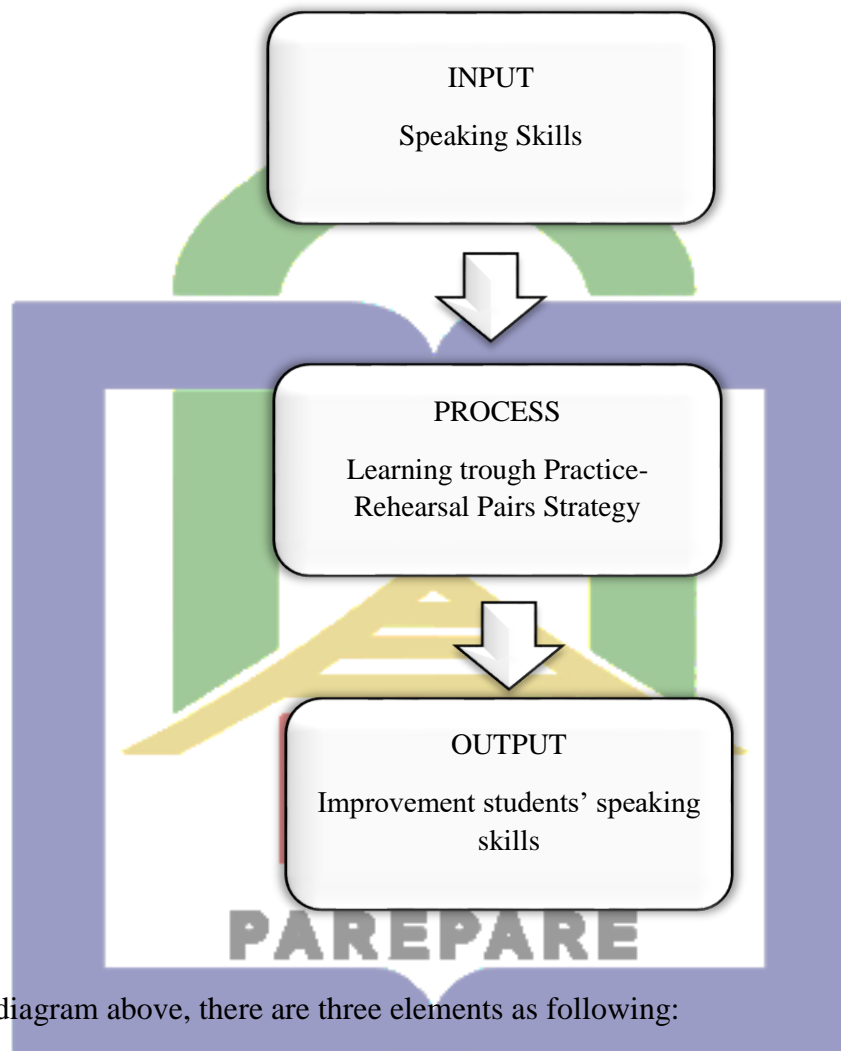 INPUT
Speaking Skills
PROCESS
Learning trough Practice-
Rehearsal Pairs Strategy
OUTPUT
Improvement students’ speaking
skills
PAREPARE
diagram above, there are three elements as following: